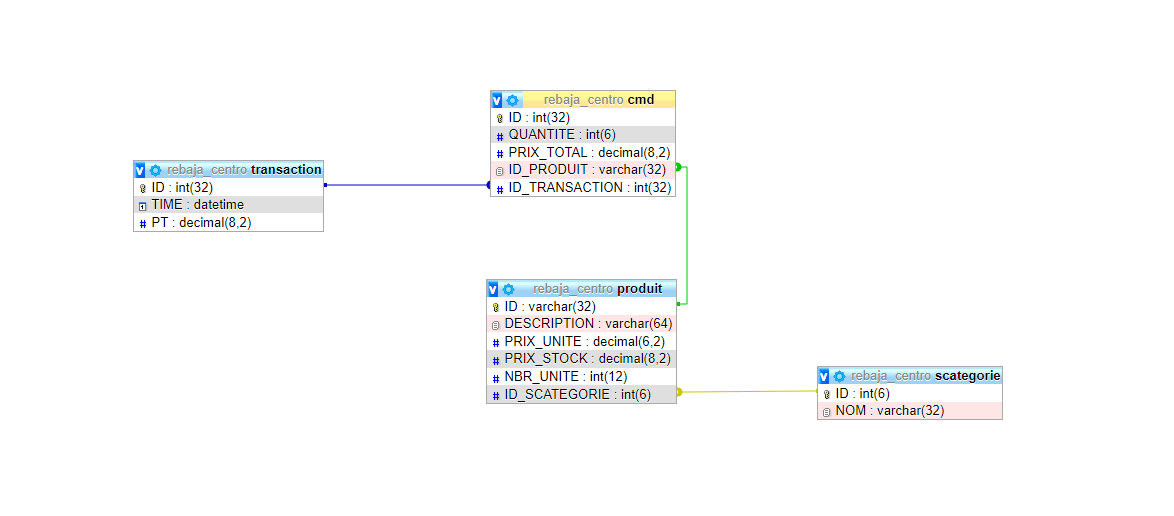 rebaja_centro cmd
ID : int(32)
QUANTITE : int(6)
PRIX_TOTAL : decimal(8,2)
ID_PRODUIT : varchar(32)
ID_TRANSACTION : int(32)
rebaja_centro transaction
ID : int(32)
TIME : datetime
PT : decimal(8,2)
rebaja_centro produit
ID : varchar(32)
DESCRIPTION : varchar(64)
PRIX_UNITE : decimal(6,2)
PRIX_STOCK : decimal(8,2)
NBR_UNITE : int(12)
ID_SCATEGORIE : int(6)
rebaja_centro scategorie
ID : int(6)
NOM : varchar(32)